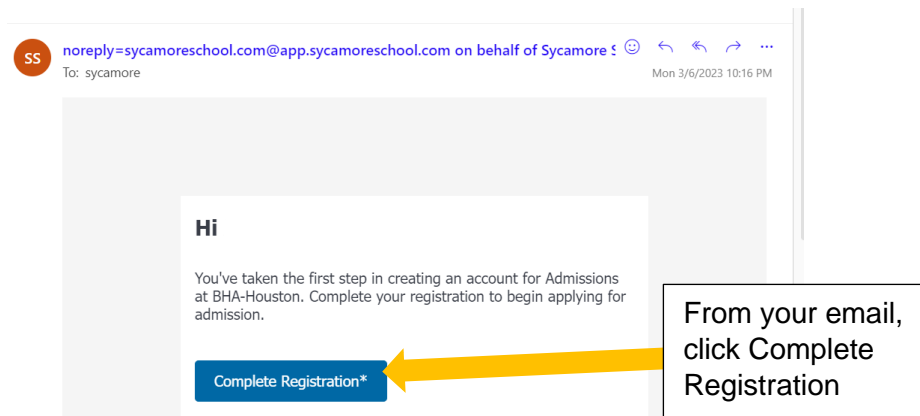 SS
noreply=sycamoreschool.com@app.sycamoreschool.com on behalf of Sycamore S
To: sycamore
Mon 3/6/2023 10:16 PM
Hi
You've taken the first step in creating an account for Admissions
at BHA-Houston. Complete your registration to begin applying for
admission.
Complete Registration*
From your email,
click Complete
Registration